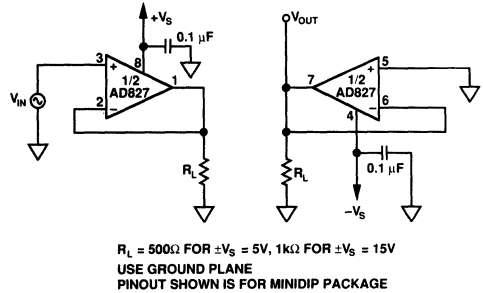 +VS
0.1 µF
VOUT
3
+
8
1/2
AD827
1
2
−
VIN
RL
7
+
5
1/2
AD827
−
6
4
0.1 µF
RL
−VS
RL = 500Ω FOR ±VS = 5V, 1kΩ FOR ±VS = 15V
USE GROUND PLANE
PINOUT SHOWN IS FOR MINIDIP PACKAGE